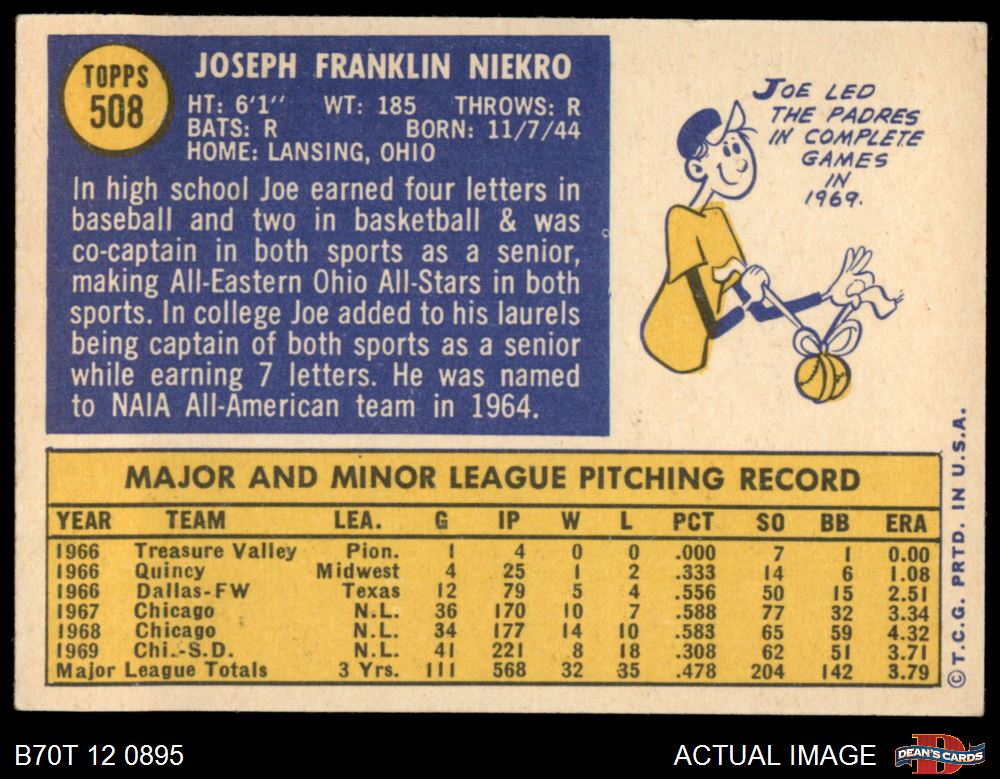 TOPPS
508
JOSEPH FRANKLIN NIEKRO
HT: 6'1" WT: 185 THROWS: R
BATS: R BORN: 11/7/44
HOME: LANSING, OHIO
In high school Joe earned four letters in
baseball and two in basketball & was
co-captain in both sports as a senior,
making All-Eastern Ohio All-Stars in both
sports. In college Joe added to his laurels
being captain of both sports as a senior
while earning 7 letters. He was named
to NAIA All-American team in 1964.
JOE LED
THE PADRES
IN COMPLETE
GAMES
IN
1969.
MAJOR AND MINOR LEAGUE PITCHING RECORD
YEAR TEAM LEA. G IP W L PCT SO BB ERA
1966 Treasure Valley Pion. 1 4 0 0 .000 7 1 0.00
1966 Quincy Midwest 4 25 1 2 .333 14 6 1.08
1966 Dallas-FW Texas 12 79 5 4 .556 50 15 2.51
1967 Chicago N.L. 36 170 10 7 .588 77 32 3.34
1968 Chicago N.L. 34 177 14 10 .583 65 59 4.32
1969 Chi.-S.D. N.L. 41 221 8 18 .308 62 51 3.71
Major League Totals 3 Yrs. 111 568 32 35 .478 204 142 3.79
©T.C.G. PRTD. IN U.S.A.
B70T 12 0895
ACTUAL IMAGE
DEAN'S CARDS